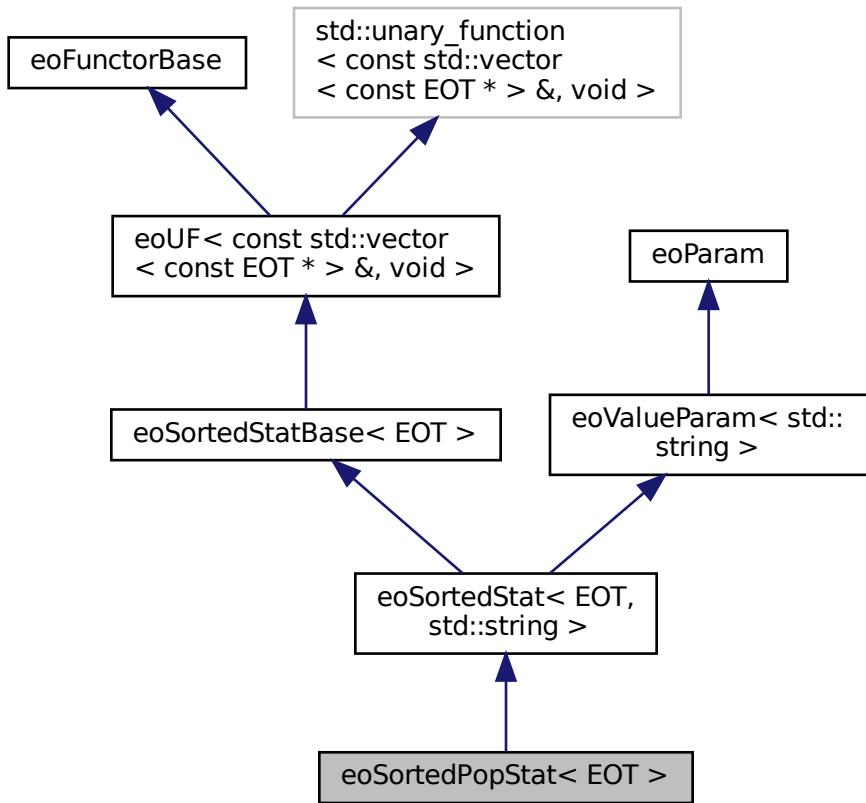 eoFunctorBase
std::unary_function
< const std::vector
< const EOT * > &, void >
eoUF< const std::vector
< const EOT * > &, void >
eoParam
eoSortedStatBase< EOT >
eoValueParam< std::
string >
eoSortedStat< EOT,
std::string >
eoSortedPopStat< EOT >